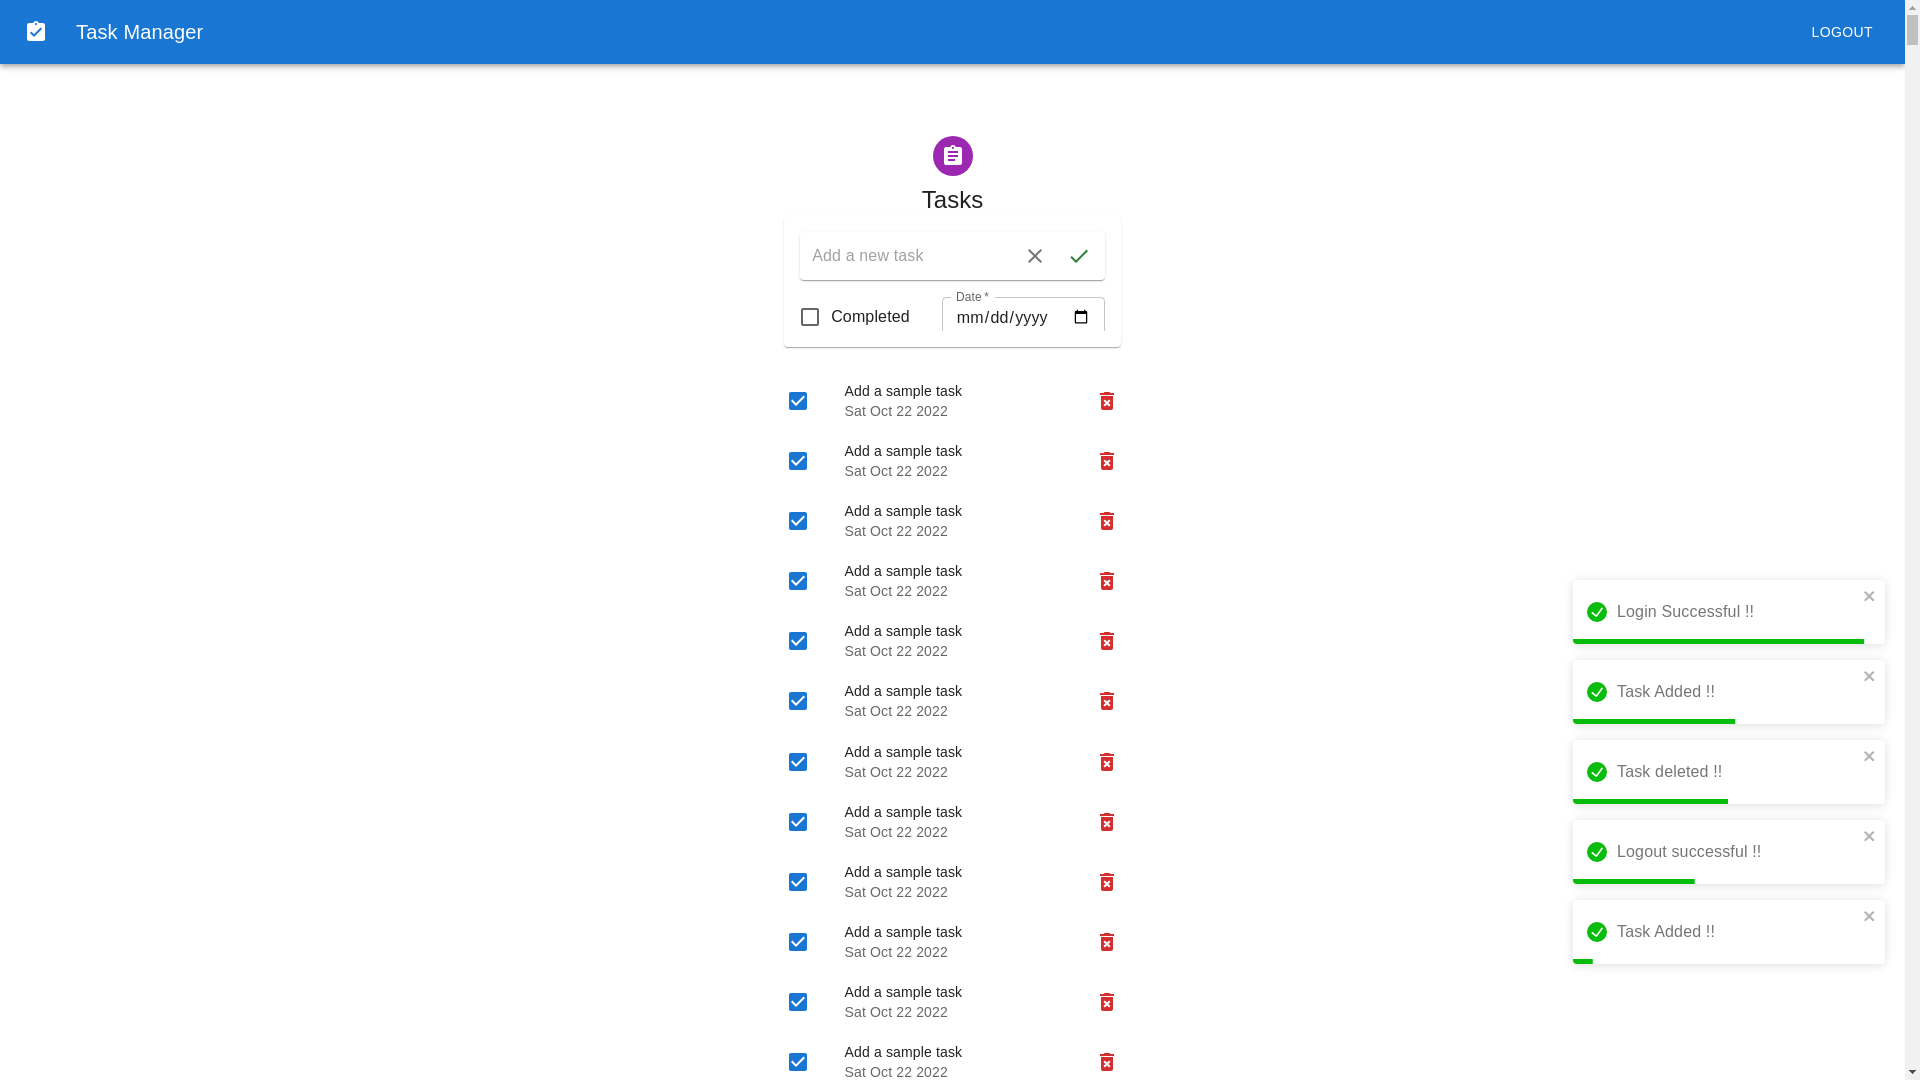 Task Manager
LOGOUT
Tasks
Add a new task
Completed
Date *
mm/dd/yyyy
Add a sample task
Sat Oct 22 2022
Add a sample task
Sat Oct 22 2022
Add a sample task
Sat Oct 22 2022
Add a sample task
Sat Oct 22 2022
Add a sample task
Sat Oct 22 2022
Add a sample task
Sat Oct 22 2022
Add a sample task
Sat Oct 22 2022
Add a sample task
Sat Oct 22 2022
Add a sample task
Sat Oct 22 2022
Add a sample task
Sat Oct 22 2022
Add a sample task
Sat Oct 22 2022
Add a sample task
Sat Oct 22 2022
Login Successful !!
Task Added !!
Task deleted !!
Logout successful !!
Task Added !!